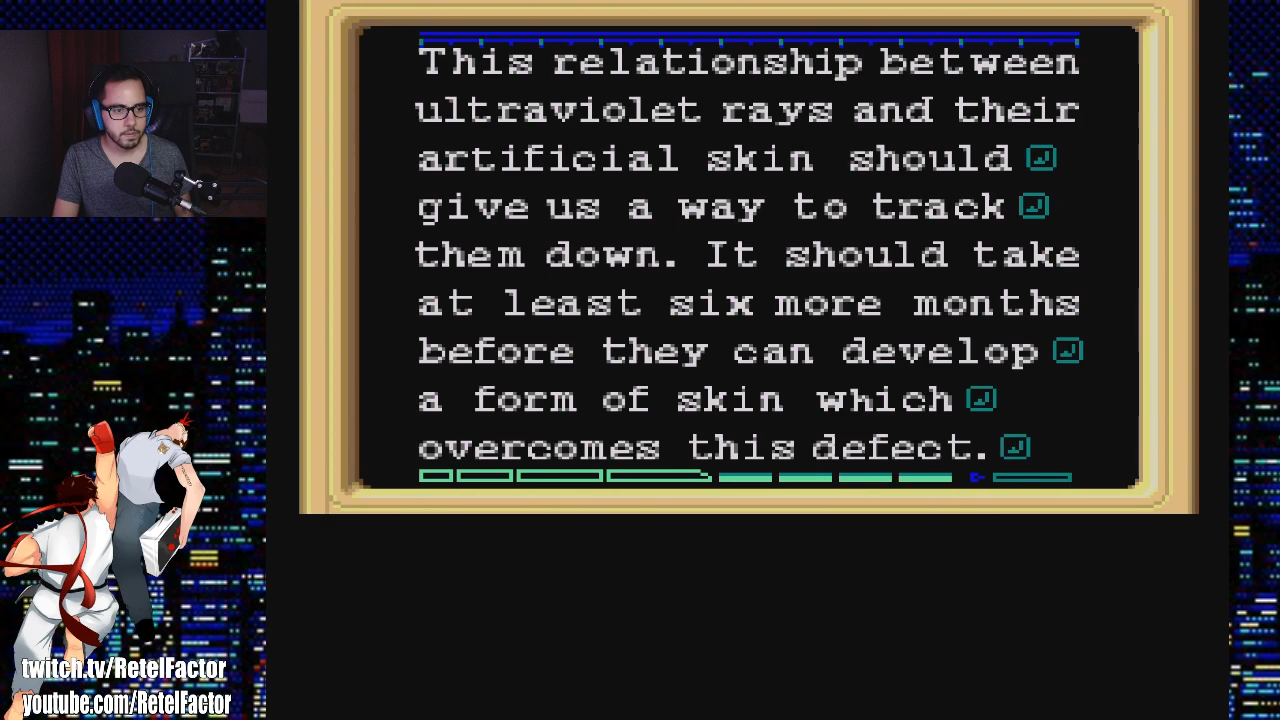 This relationship between
ultraviolet rays and their
artificial skin should
give us a way to track
them down. It should take
at least six more months
before they can develop
a form of skin which
overcomes this defect.
twitch.tv/RetelFactor
youtube.com/RetelFactor